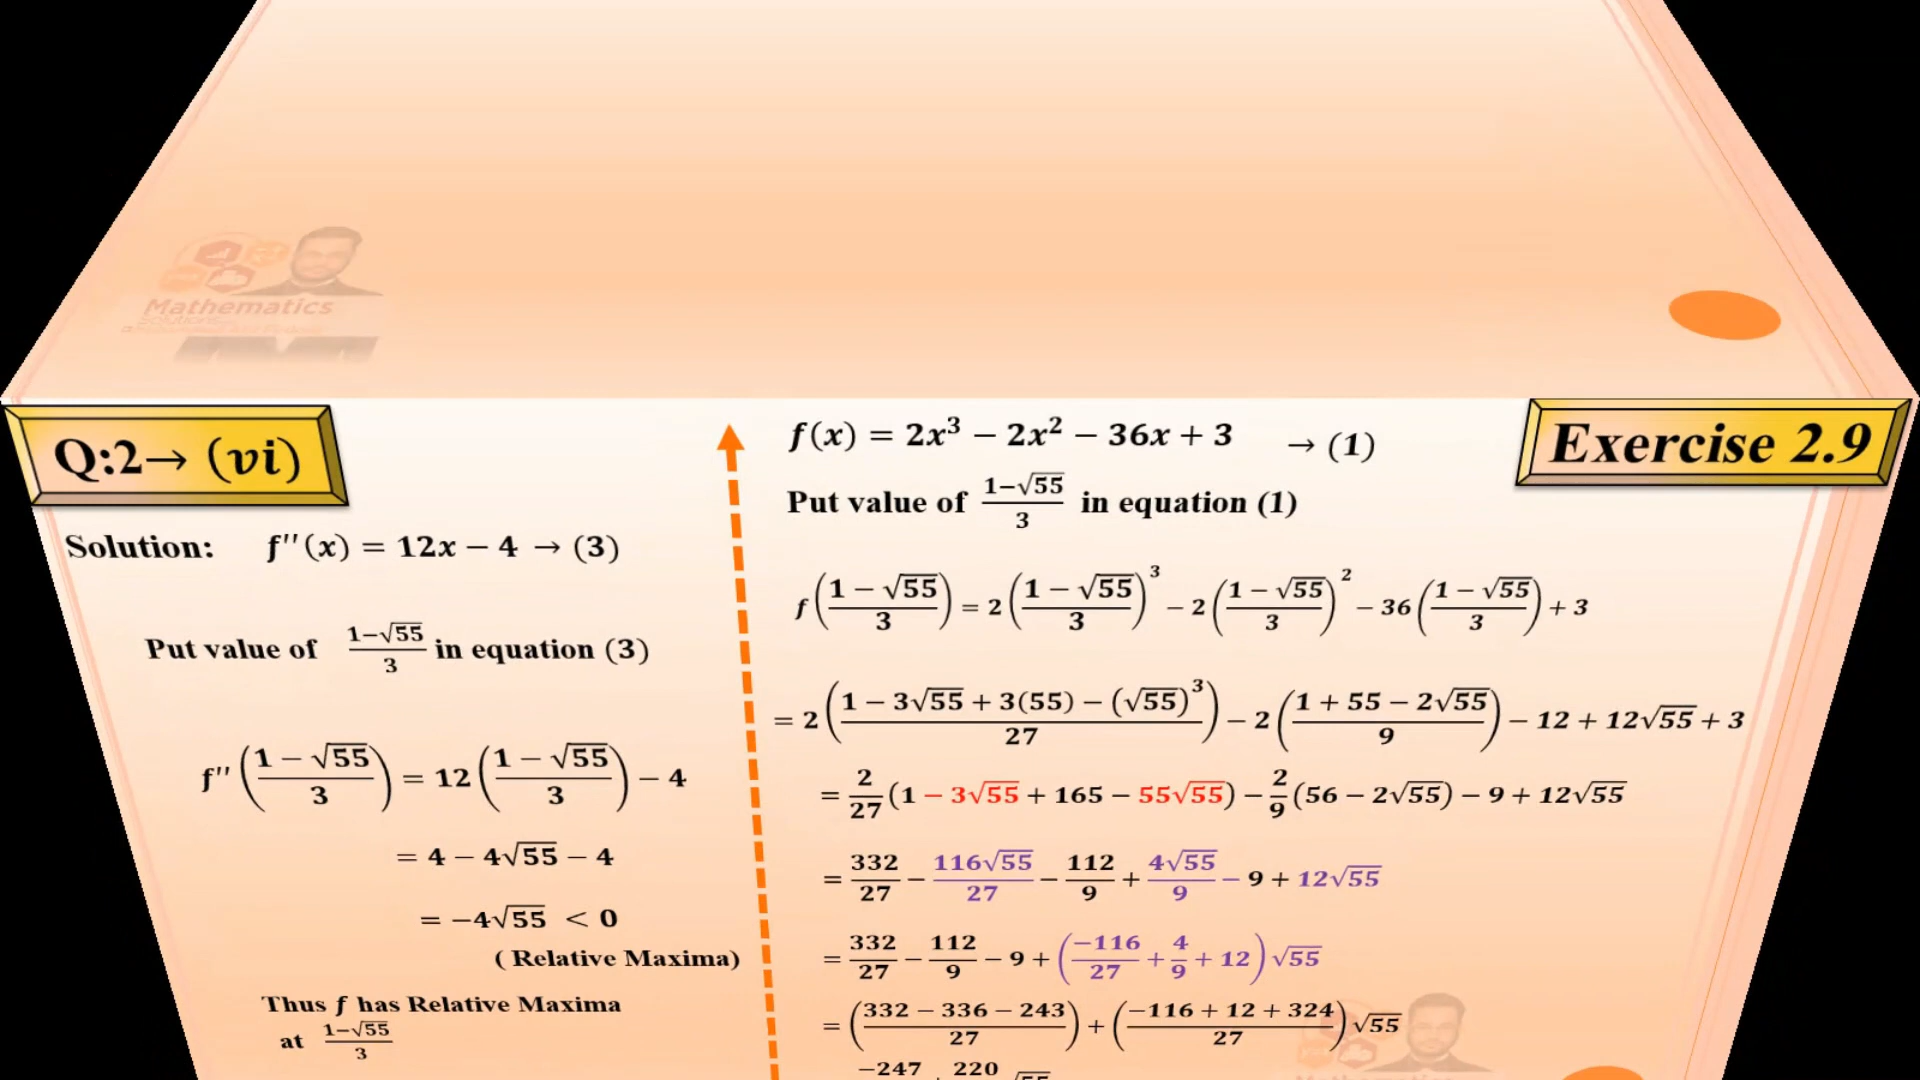 Mathematics
Q:2→ (vi)
Exercise 2.9
Solution: f''(x) = 12x − 4 → (3)
Put value of (1−√55)/3 in equation (3)
f''((1 − √55)/3) = 12((1 − √55)/3) − 4
= 4 − 4√55 − 4
= −4√55 < 0
( Relative Maxima)
Thus f has Relative Maxima
at (1−√55)/3
f(x) = 2x³ − 2x² − 36x + 3 → (1)
Put value of (1−√55)/3 in equation (1)
f((1 − √55)/3) = 2((1 − √55)/3)³ − 2((1 − √55)/3)² − 36((1 − √55)/3) + 3
= 2((1 − 3√55 + 3(55) − (√55)³)/27) − 2((1 + 55 − 2√55)/9) − 12 + 12√55 + 3
= 2/27(1 − 3√55 + 165 − 55√55) − 2/9(56 − 2√55) − 9 + 12√55
= 332/27 − 116√55/27 − 112/9 + 4√55/9 − 9 + 12√55
= 332/27 − 112/9 − 9 + (−116/27 + 4/9 + 12)√55
= ((332 − 336 − 243)/27) + ((−116 + 12 + 324)/27)√55
−247 + 220 √55